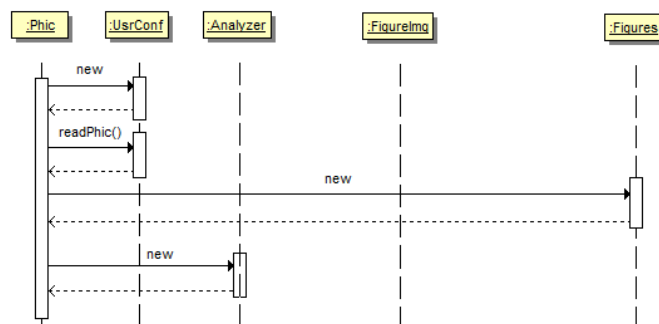 :Phic
:UsrConf
:Analyzer
:FigureImg
:Figures
new
readPhic()
new
new